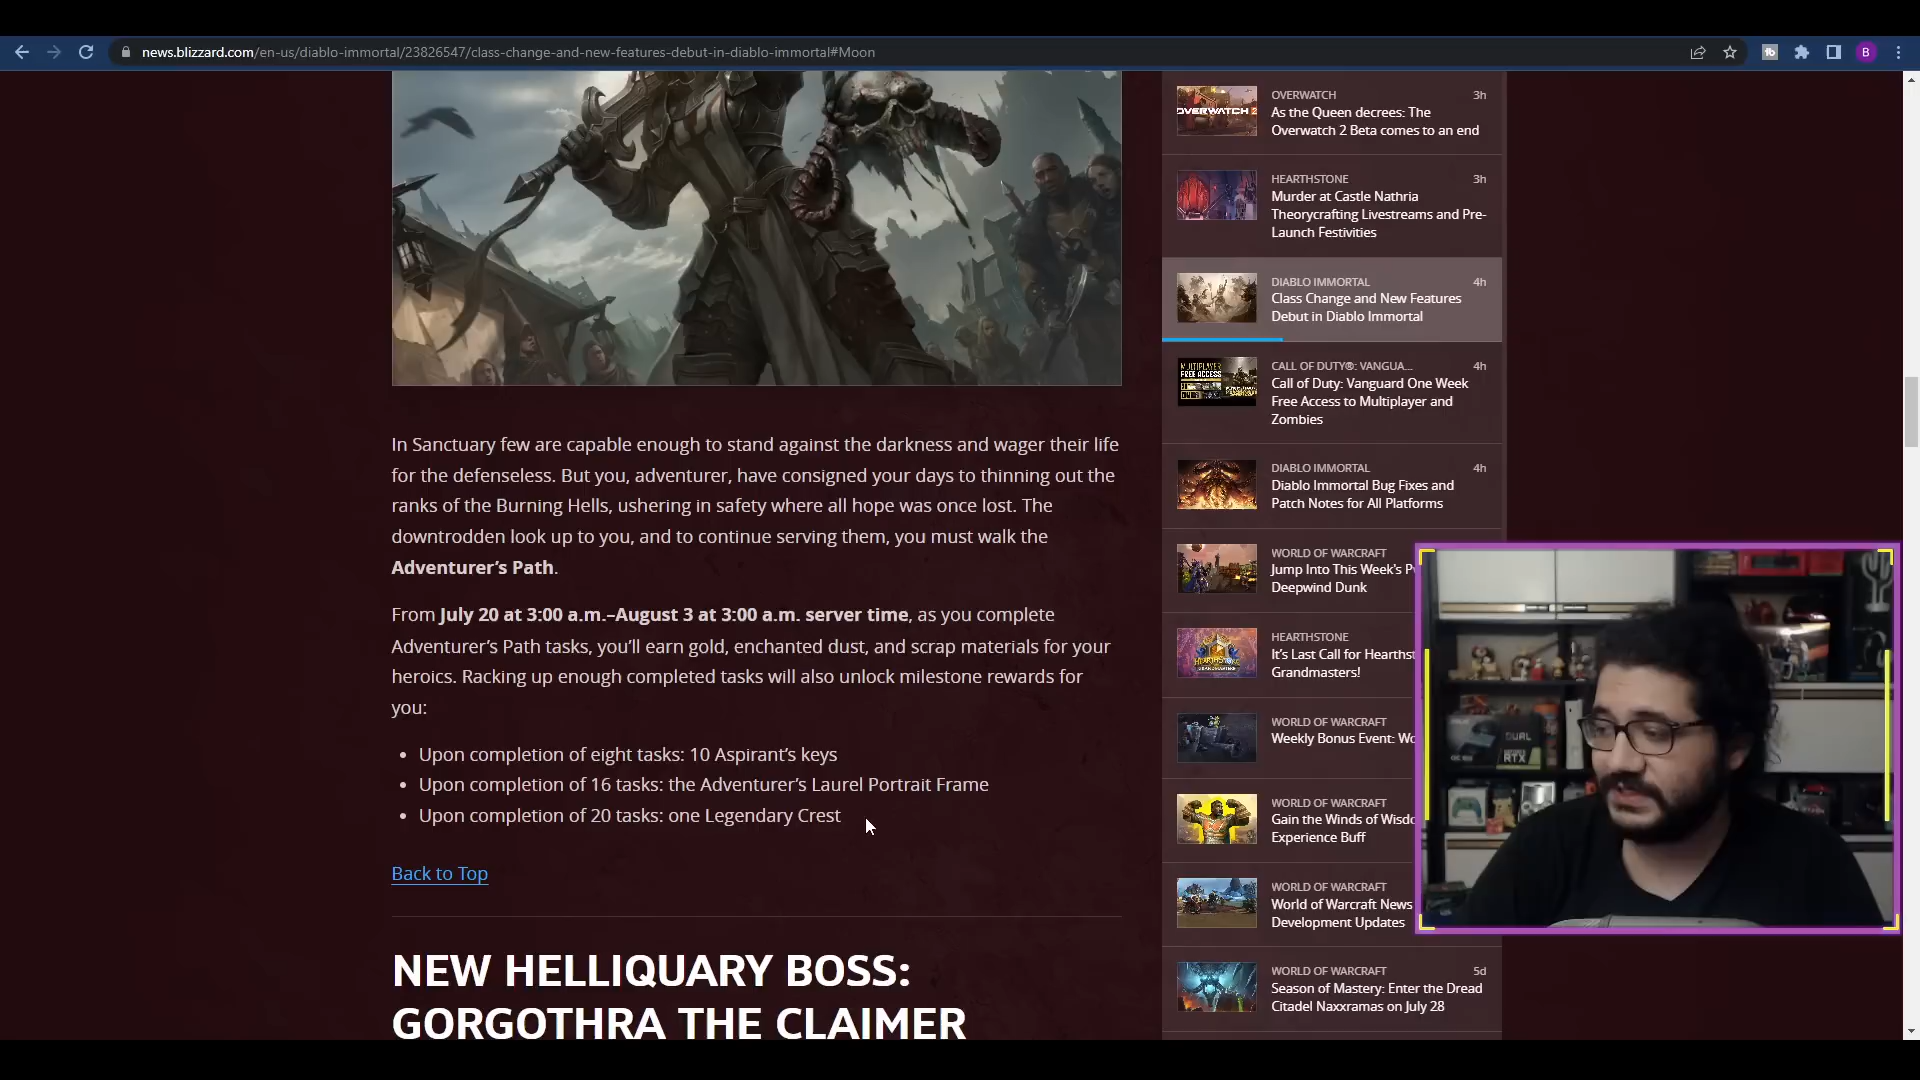 news.blizzard.com/en-us/diablo-immortal/23826547/class-change-and-new-features-debut-in-diablo-immortal#Moon
B
In Sanctuary few are capable enough to stand against the darkness and wager their life
for the defenseless. But you, adventurer, have consigned your days to thinning out the
ranks of the Burning Hells, ushering in safety where all hope was once lost. The
downtrodden look up to you, and to continue serving them, you must walk the
Adventurer's Path.
From July 20 at 3:00 a.m.–August 3 at 3:00 a.m. server time, as you complete
Adventurer's Path tasks, you'll earn gold, enchanted dust, and scrap materials for your
heroics. Racking up enough completed tasks will also unlock milestone rewards for
you:
• Upon completion of eight tasks: 10 Aspirant's keys
• Upon completion of 16 tasks: the Adventurer's Laurel Portrait Frame
• Upon completion of 20 tasks: one Legendary Crest
Back to Top
NEW HELLIQUARY BOSS:
GORGOTHRA THE CLAIMER
OVERWATCH 2
OVERWATCH 3h
As the Queen decrees: The
Overwatch 2 Beta comes to an end
HEARTHSTONE 3h
Murder at Castle Nathria
Theorycrafting Livestreams and Pre-
Launch Festivities
DIABLO IMMORTAL 4h
Class Change and New Features
Debut in Diablo Immortal
MULTIPLAYER
FREE ACCESS
CALL OF DUTY®: VANGUA... 4h
Call of Duty: Vanguard One Week
Free Access to Multiplayer and
Zombies
DIABLO IMMORTAL 4h
Diablo Immortal Bug Fixes and
Patch Notes for All Platforms
WORLD OF WARCRAFT
Jump Into This Week's P
Deepwind Dunk
HEARTHSTONE
It's Last Call for Hearthst
Grandmasters!
WORLD OF WARCRAFT
Weekly Bonus Event: Wo
WORLD OF WARCRAFT
Gain the Winds of Wisdo
Experience Buff
WORLD OF WARCRAFT
World of Warcraft News
Development Updates
WORLD OF WARCRAFT 5d
Season of Mastery: Enter the Dread
Citadel Naxxramas on July 28
DUAL
RTX